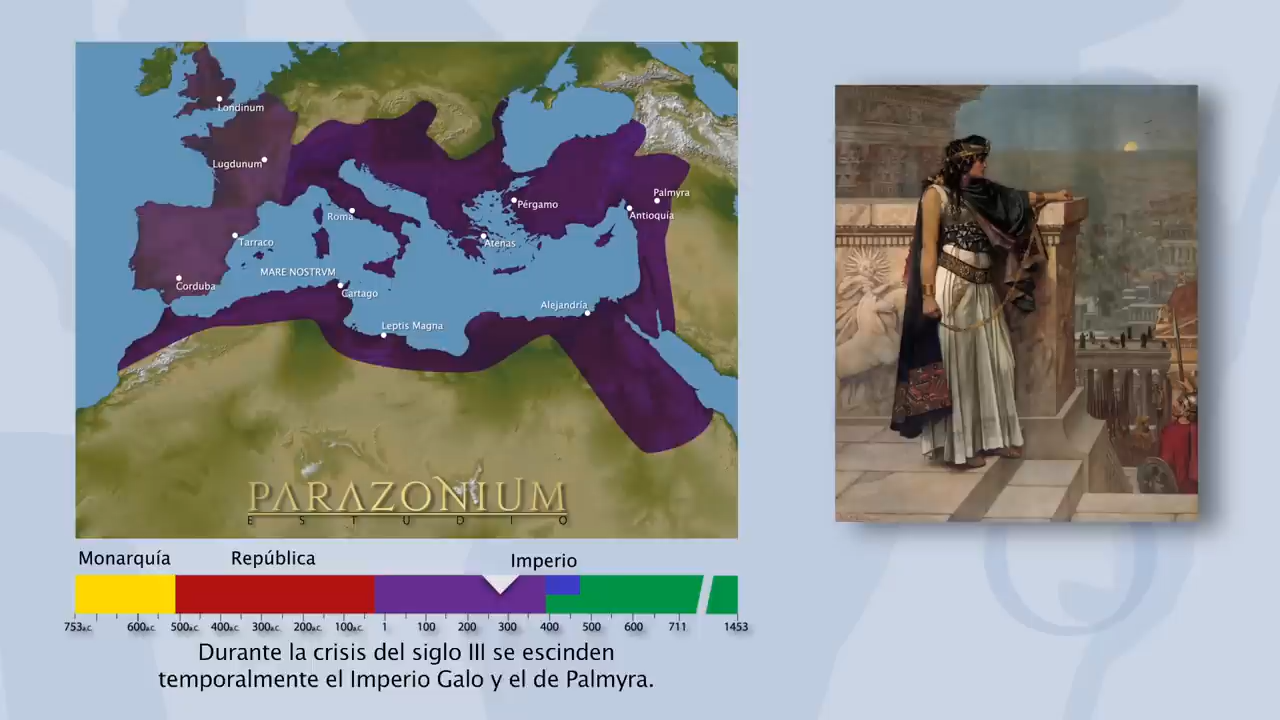 Londinum
Lugdunum
Palmyra
Pérgamo
Antioquia
Roma
Tarraco
Atenas
MARE NOSTRVM
Corduba
Cartago
Alejandría
Leptis Magna
PARAZONIUM
ESTUDIO
Monarquía República Imperio
753a.C. 600a.C. 500a.C. 400a.C. 300a.C. 200a.C. 100a.C. 1 100 200 300 400 500 600 711 1453
Durante la crisis del siglo III se escinden
temporalmente el Imperio Galo y el de Palmyra.